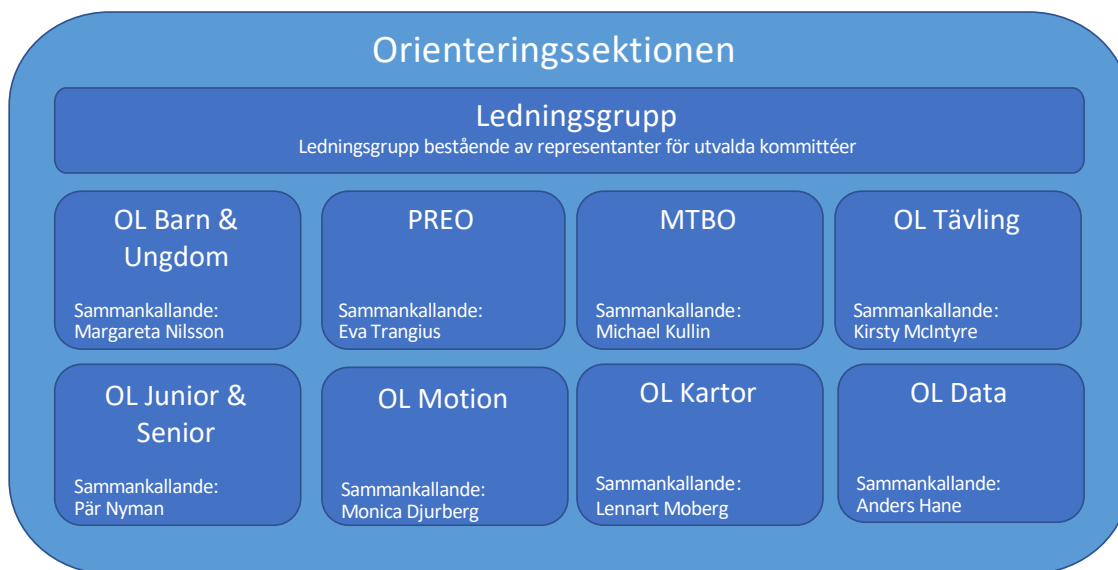 Orienteringssektionen
Ledningsgrupp
Ledningsgrupp bestående av representanter för utvalda kommittéer
OL Barn &
Ungdom
Sammankallande:
Margareta Nilsson
PREO
Sammankallande:
Eva Trangius
MTBO
Sammankallande:
Michael Kullin
OL Tävling
Sammankallande:
Kirsty McIntyre
OL Junior &
Senior
Sammankallande:
Pär Nyman
OL Motion
Sammankallande:
Monica Djurberg
OL Kartor
Sammankallande:
Lennart Moberg
OL Data
Sammankallande:
Anders Hane